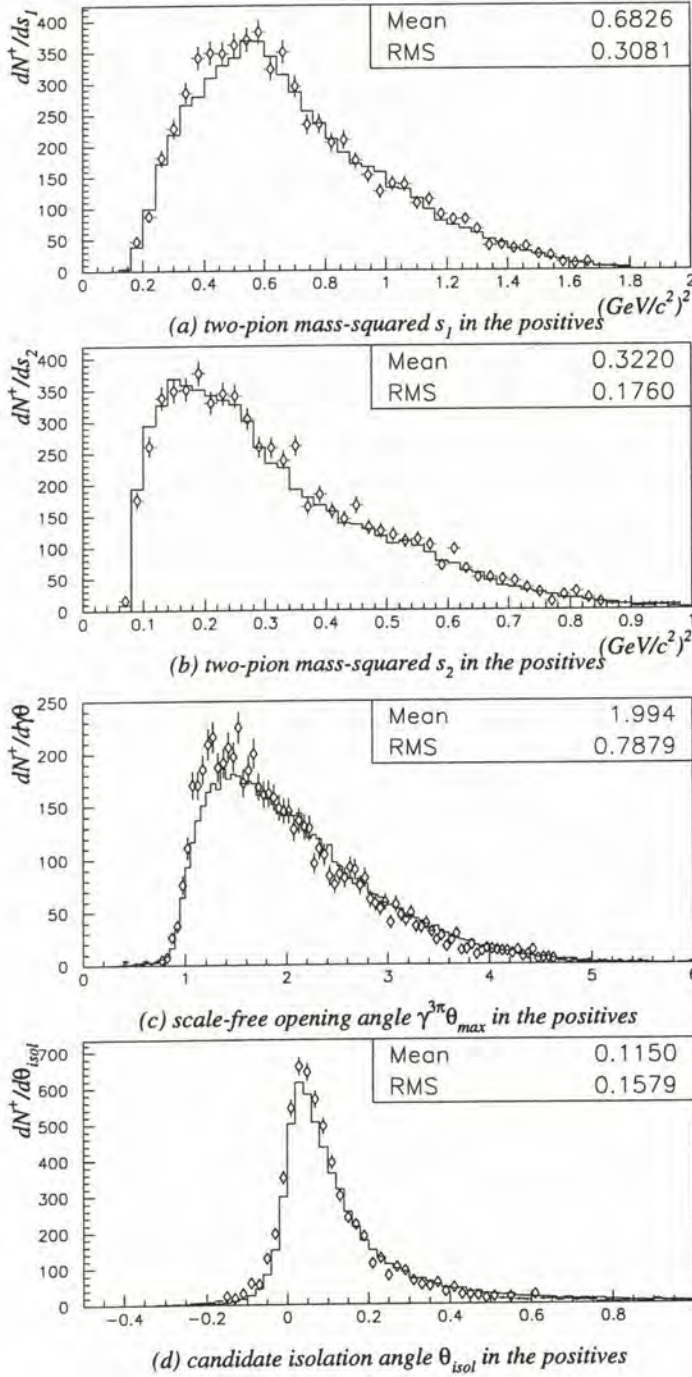 dN⁺/ds₁
400
350
300
250
200
150
100
50
0
Mean 0.6826
RMS 0.3081
0 0.2 0.4 0.6 0.8 1 1.2 1.4 1.6 1.8 2
(GeV/c²)²
(a) two-pion mass-squared s₁ in the positives
dN⁺/ds₂
400
350
300
250
200
150
100
50
0
Mean 0.3220
RMS 0.1760
0 0.1 0.2 0.3 0.4 0.5 0.6 0.7 0.8 0.9 1
(GeV/c²)²
(b) two-pion mass-squared s₂ in the positives
dN⁺/dγθ
250
200
150
100
50
0
Mean 1.994
RMS 0.7879
0 1 2 3 4 5 6
(c) scale-free opening angle γ³πθmax in the positives
dN⁺/dθisol
700
600
500
400
300
200
100
0
Mean 0.1150
RMS 0.1579
−0.4 −0.2 0 0.2 0.4 0.6 0.8
(d) candidate isolation angle θisol in the positives